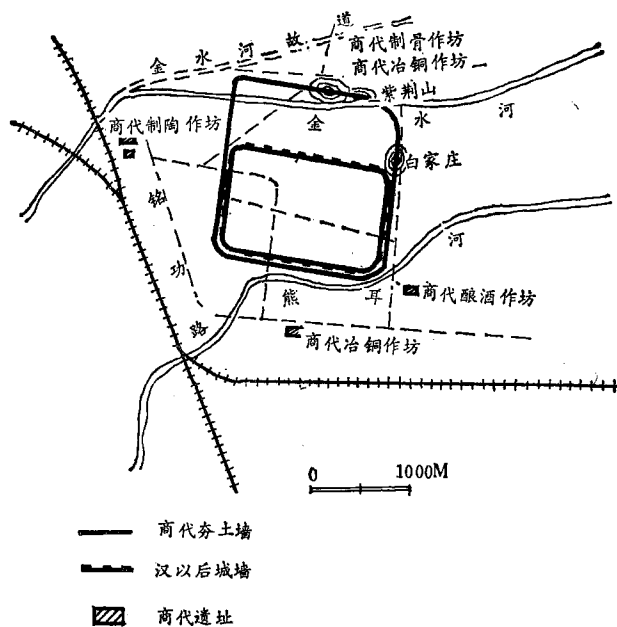 金水河故道
商代制骨作坊
商代冶铜作坊
紫荆山
金水河
商代制陶作坊
白家庄
铭功路
熊耳河
商代酿酒作坊
商代冶铜作坊
0 1000M
商代夯土墙
汉以后城墙
商代遗址